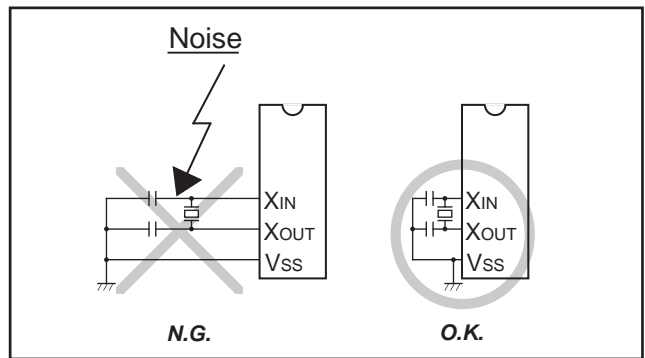 Noise
XIN
XOUT
VSS
N.G.
XIN
XOUT
VSS
O.K.